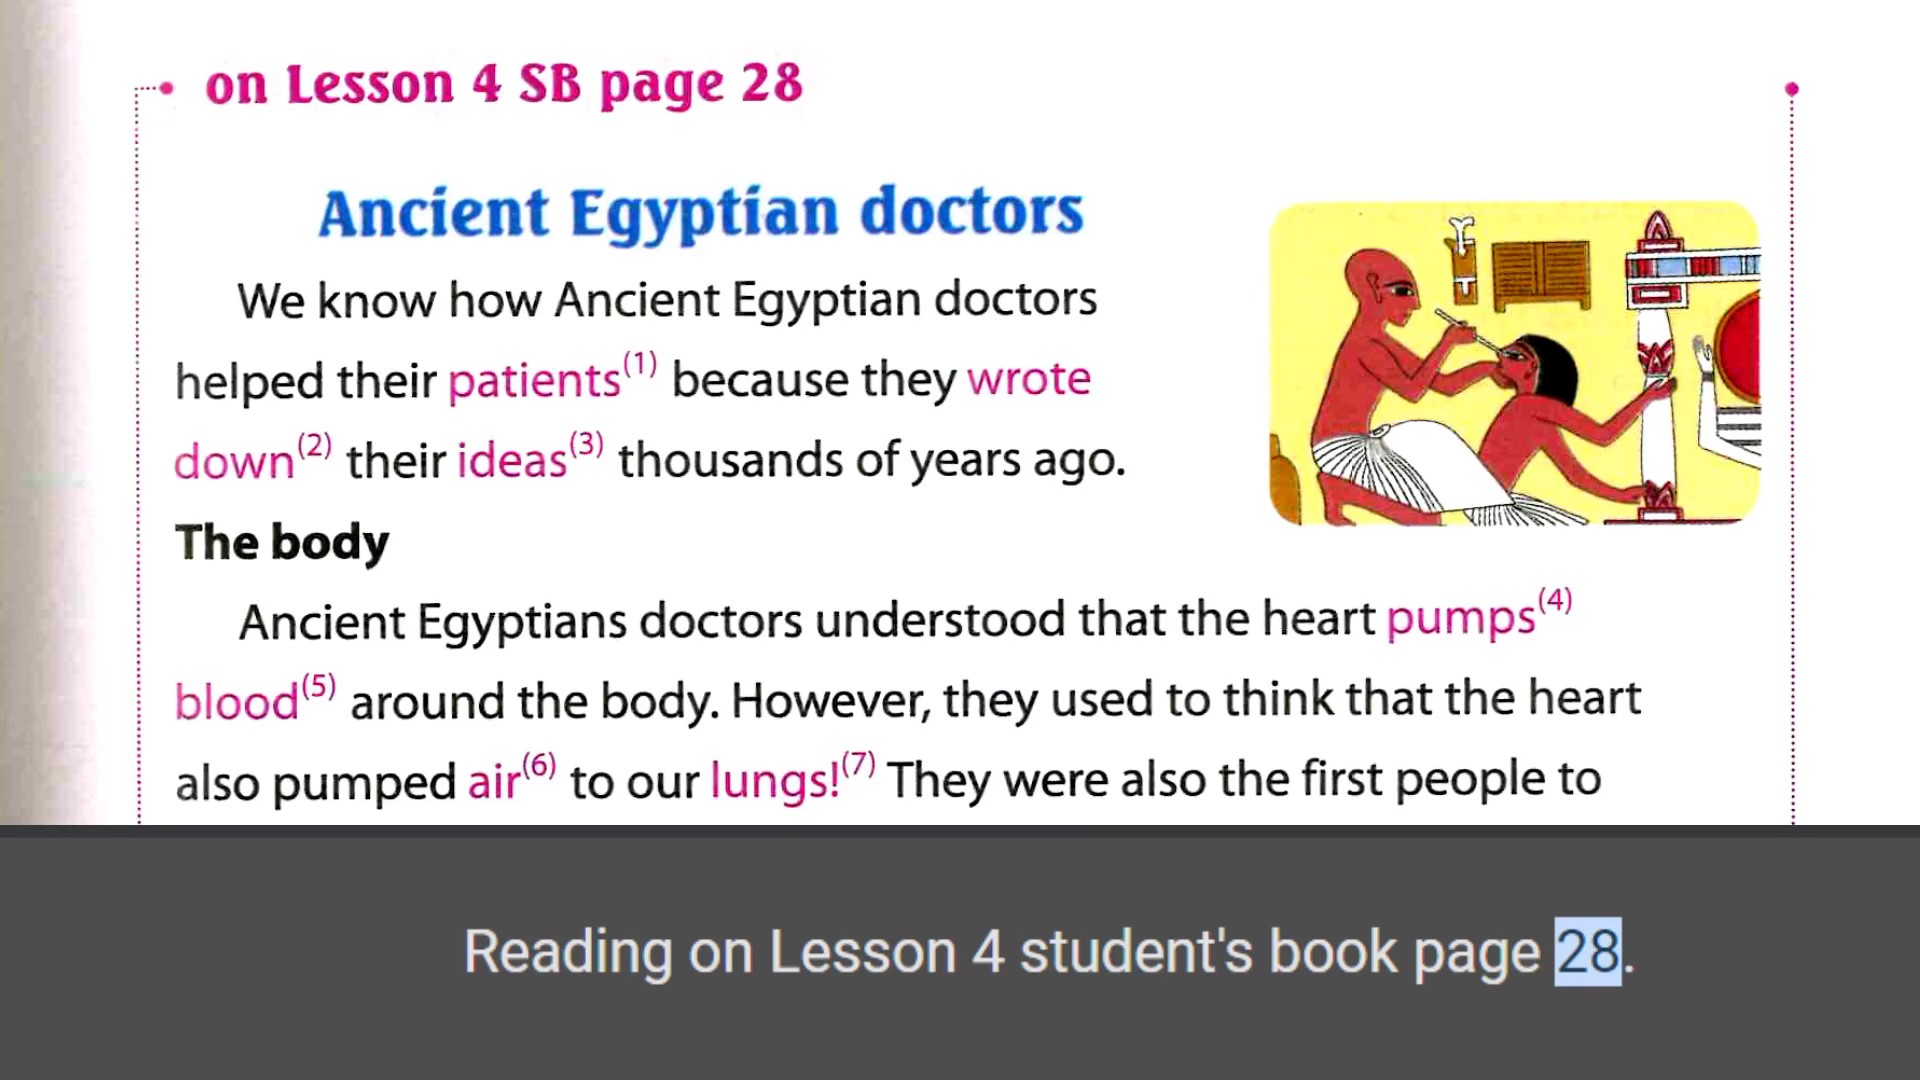 on Lesson 4 SB page 28
Ancient Egyptian doctors
We know how Ancient Egyptian doctors
helped their patients(1) because they wrote
down(2) their ideas(3) thousands of years ago.
The body
Ancient Egyptians doctors understood that the heart pumps(4)
blood(5) around the body. However, they used to think that the heart
also pumped air(6) to our lungs!(7) They were also the first people to
Reading on Lesson 4 student's book page 28.